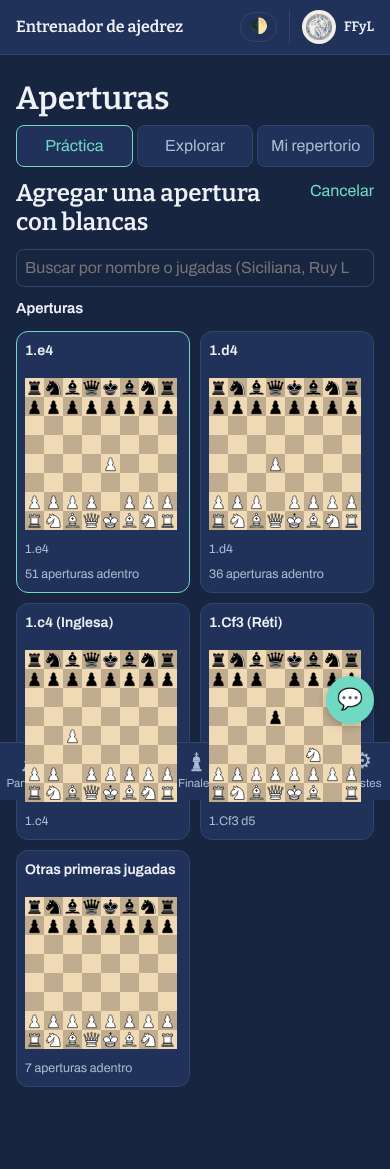 Entrenador de ajedrez
FFyL
Aperturas
Práctica
Explorar
Mi repertorio
Agregar una apertura
con blancas
Cancelar
Buscar por nombre o jugadas (Siciliana, Ruy L
Aperturas
1.e4
1.d4
1.e4
51 aperturas adentro
1.d4
36 aperturas adentro
1.c4 (Inglesa)
1.Cf3 (Réti)
1.c4
1.Cf3 d5
Otras primeras jugadas
7 aperturas adentro